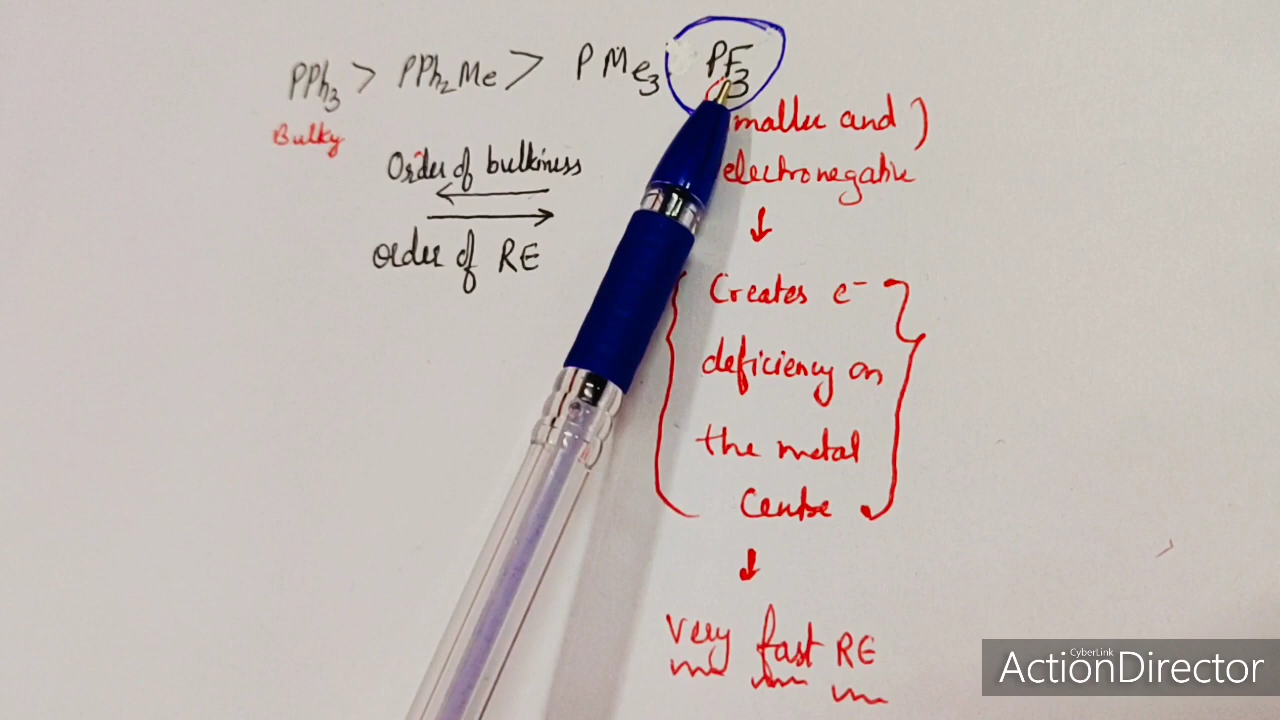 PPh3 > PPh2Me > PMe3 PF3
Bulky
maller and )
electronegative
Order of bulkiness
←
→
Order of RE
↓
Creates e-
deficiency on
the metal
Centre
↓
Very fast RE
CyberLink
ActionDirector